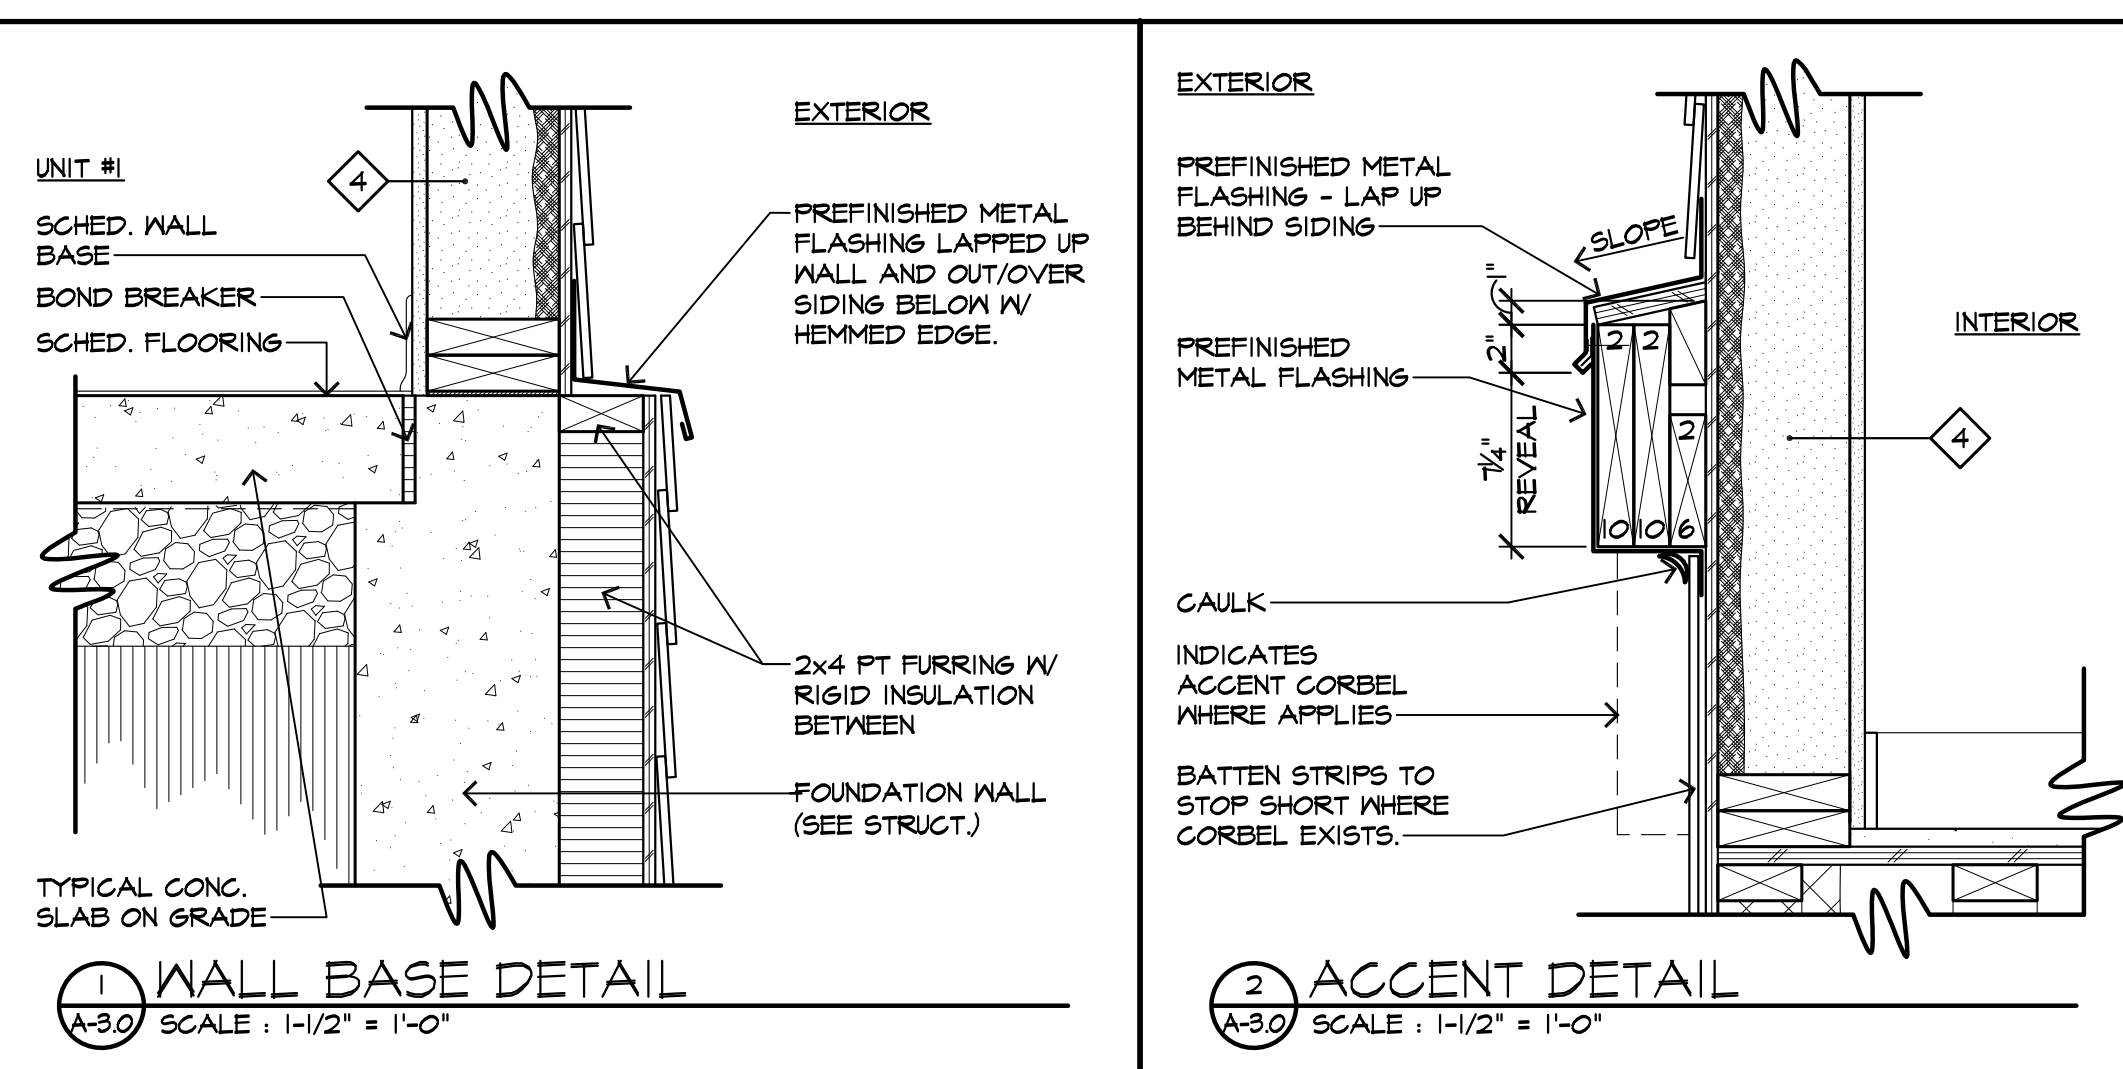 EXTERIOR
UNIT #1
4
SCHED. WALL
BASE
BOND BREAKER
SCHED. FLOORING
PREFINISHED METAL
FLASHING LAPPED UP
WALL AND OUT/OVER
SIDING BELOW W/
HEMMED EDGE.
2x4 PT FURRING W/
RIGID INSULATION
BETWEEN
FOUNDATION WALL
(SEE STRUCT.)
TYPICAL CONC.
SLAB ON GRADE
1
A-3.0
WALL BASE DETAIL
SCALE : 1-1/2" = 1'-0"
EXTERIOR
PREFINISHED METAL
FLASHING - LAP UP
BEHIND SIDING
SLOPE
1"
2"
7 1/4"
REVEAL
INTERIOR
PREFINISHED
METAL FLASHING
2 2
2
10 10 6
4
CAULK
INDICATES
ACCENT CORBEL
WHERE APPLIES
BATTEN STRIPS TO
STOP SHORT WHERE
CORBEL EXISTS.
2
A-3.0
ACCENT DETAIL
SCALE : 1-1/2" = 1'-0"